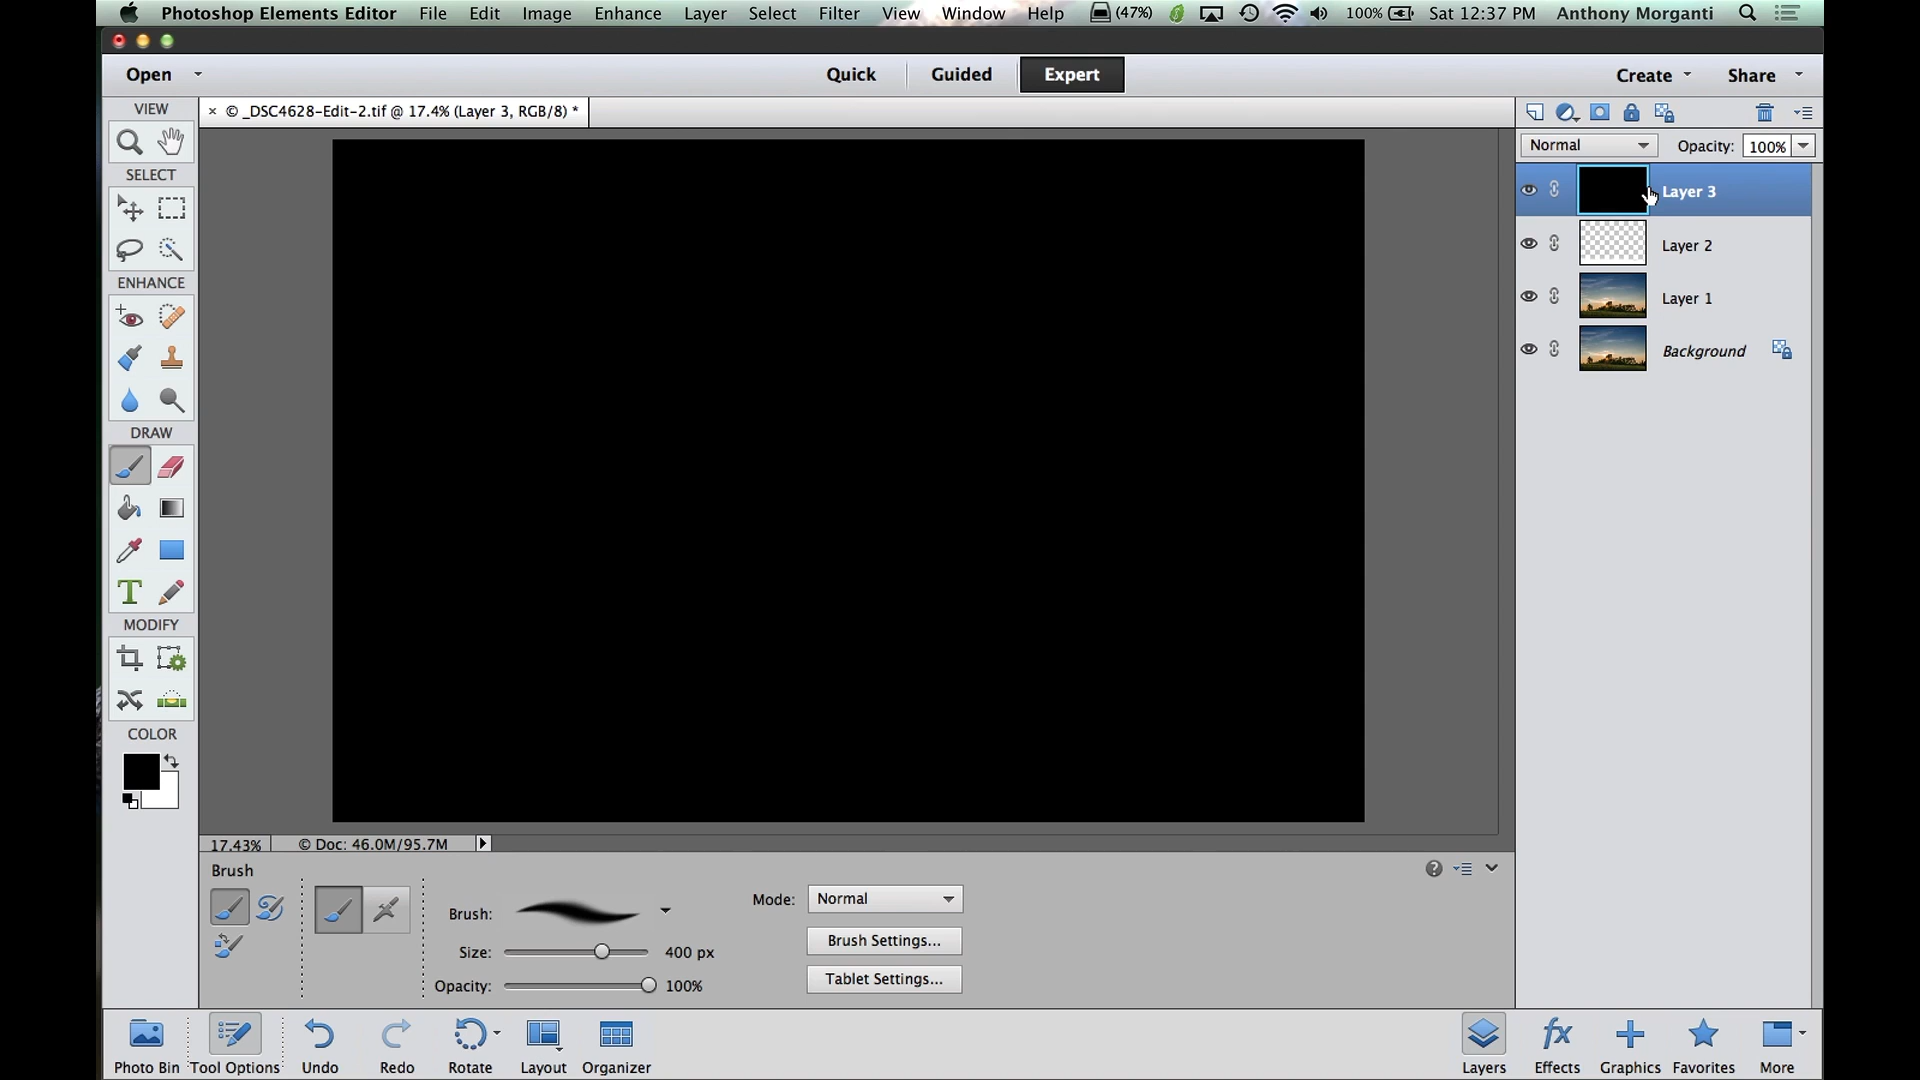 Photoshop Elements Editor File Edit Image Enhance Layer Select Filter View Window Help (47%) 100% Sat 12:37 PM Anthony Morganti
Open Quick Guided Expert Create Share
VIEW
× © _DSC4628-Edit-2.tif @ 17.4% (Layer 3, RGB/8) *
Normal Opacity: 100%
SELECT
Layer 3
Layer 2
ENHANCE
Layer 1
Background
DRAW
T
MODIFY
COLOR
17.43% © Doc: 46.0M/95.7M
Brush
Brush: Mode: Normal
Size: 400 px Brush Settings...
Opacity: 100% Tablet Settings...
fx
Photo Bin Tool Options Undo Redo Rotate Layout Organizer Layers Effects Graphics Favorites More